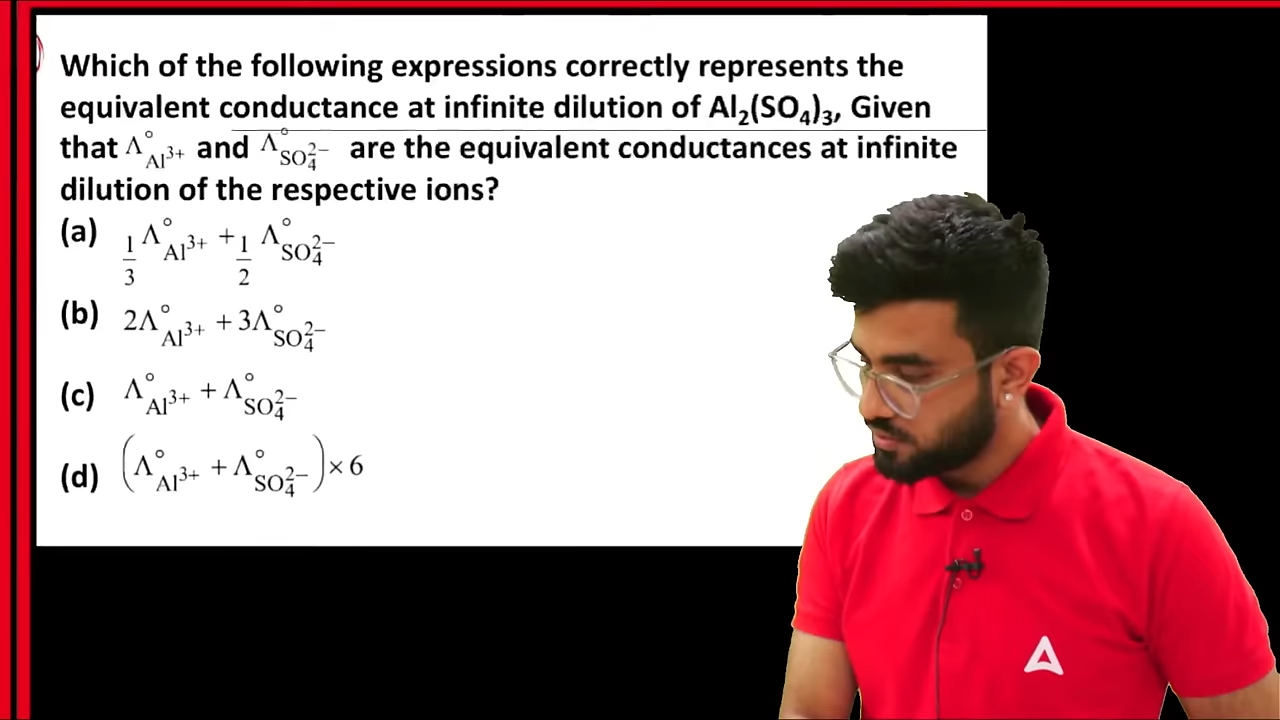 Which of the following expressions correctly represents the
equivalent conductance at infinite dilution of Al₂(SO₄)₃, Given
that Λ°Al³⁺ and Λ°SO₄²⁻ are the equivalent conductances at infinite
dilution of the respective ions?
(a) 1/3 Λ°Al³⁺ + 1/2 Λ°SO₄²⁻
(b) 2Λ°Al³⁺ + 3Λ°SO₄²⁻
(c) Λ°Al³⁺ + Λ°SO₄²⁻
(d) (Λ°Al³⁺ + Λ°SO₄²⁻) × 6